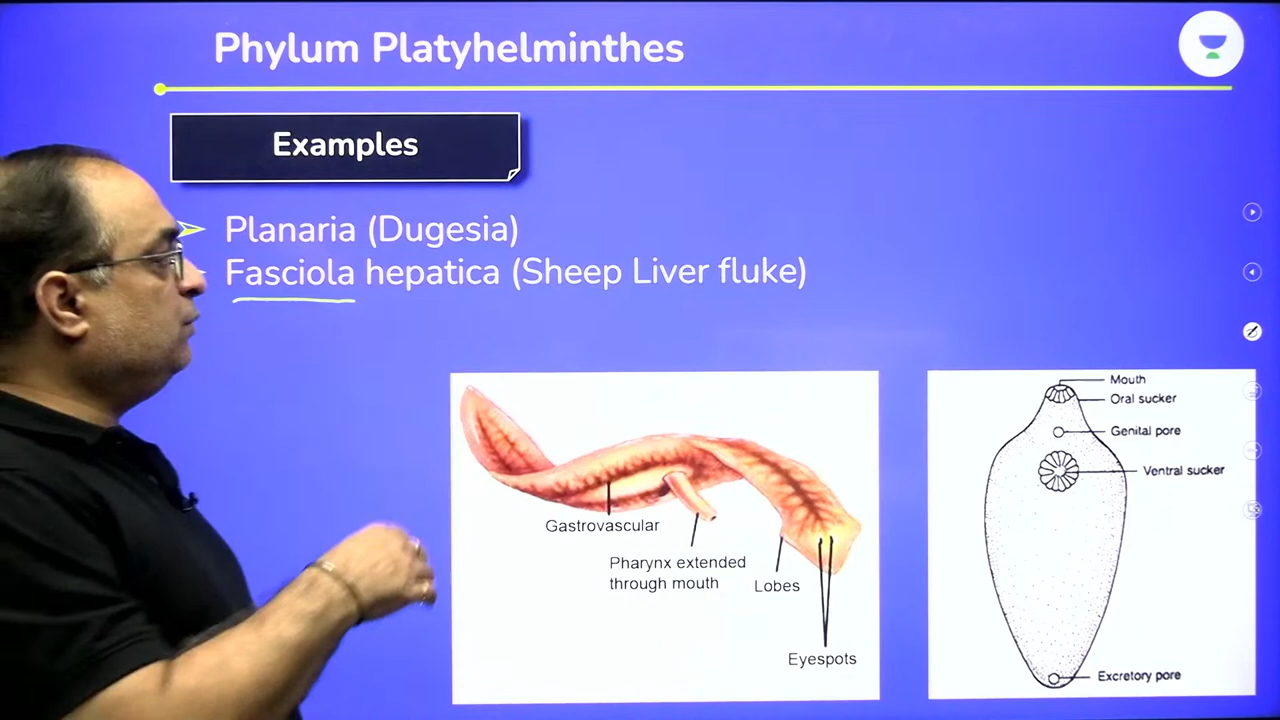 Phylum Platyhelminthes
Examples
Planaria (Dugesia)
Fasciola hepatica (Sheep Liver fluke)
Gastrovascular
Pharynx extended
through mouth
Lobes
Eyespots
Mouth
Oral sucker
Genital pore
Ventral sucker
Excretory pore